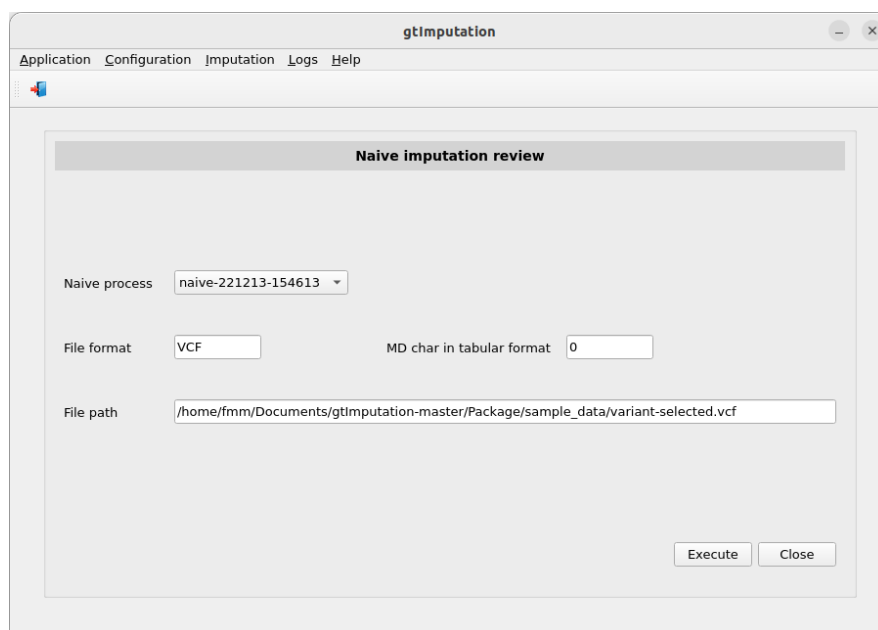 gtImputation
Application Configuration Imputation Logs Help
Naive imputation review
Naive process naive-221213-154613
File format VCF MD char in tabular format 0
File path /home/fmm/Documents/gtImputation-master/Package/sample_data/variant-selected.vcf
Execute Close